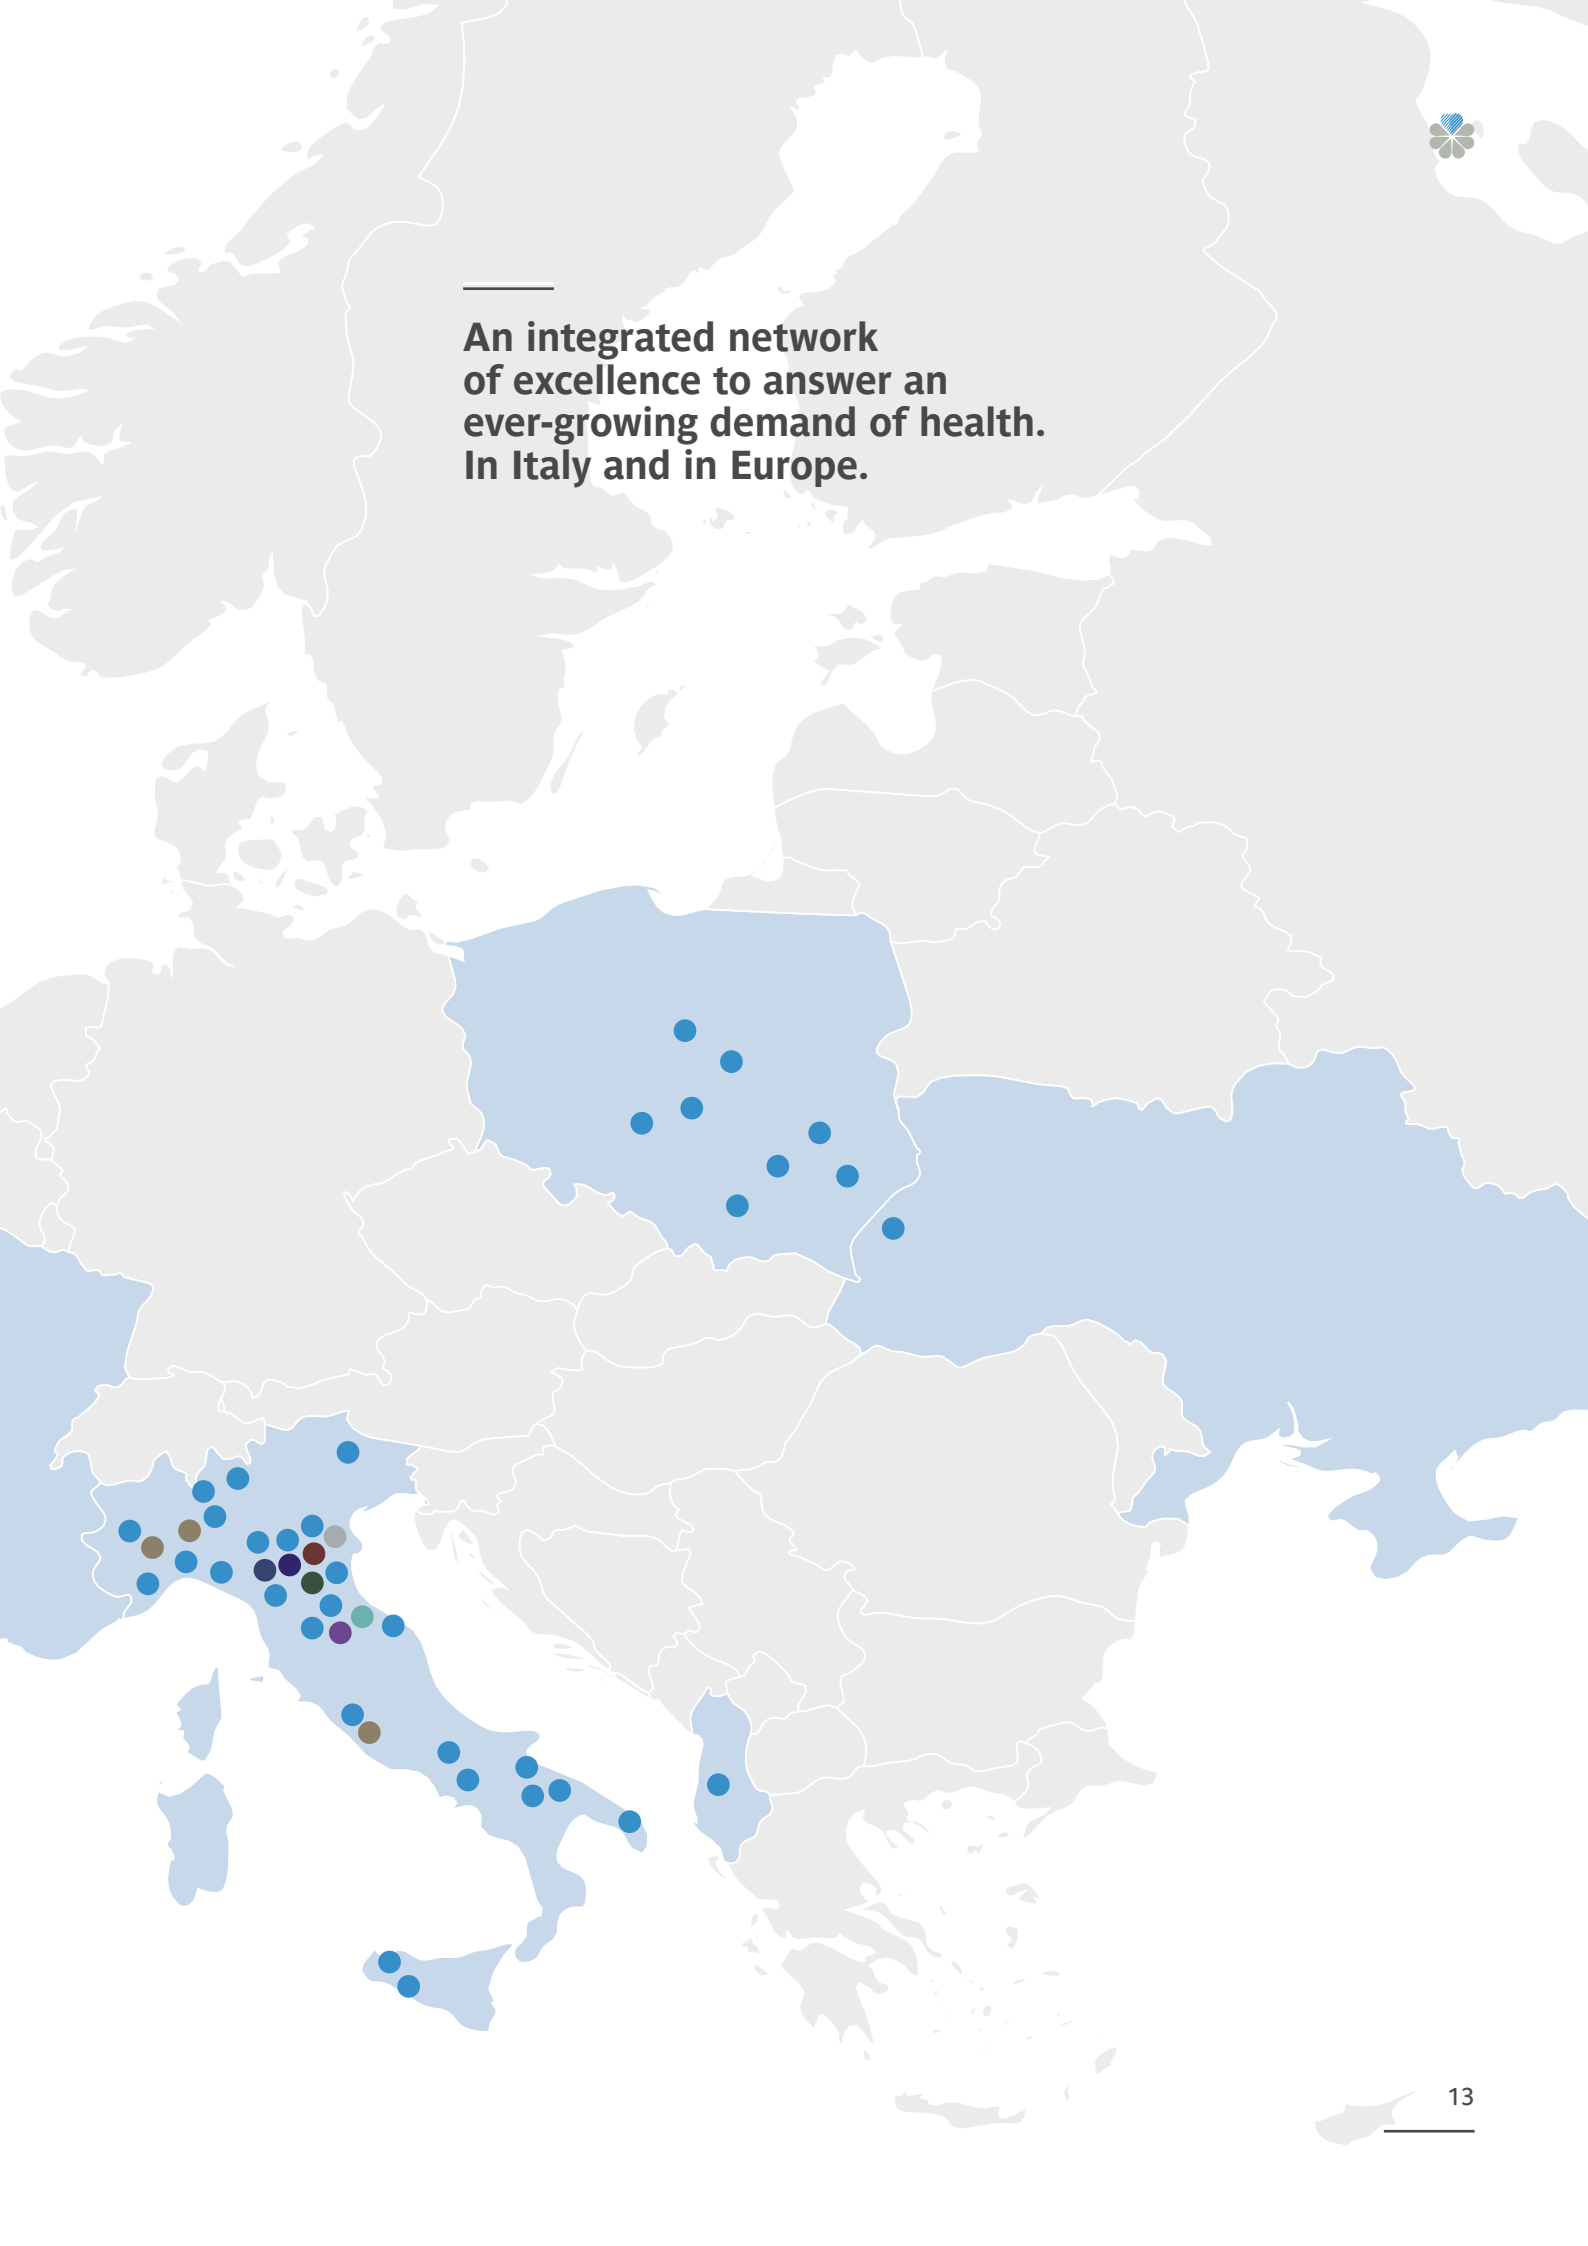 An integrated network
of excellence to answer an
ever-growing demand of health.
In Italy and in Europe.
13